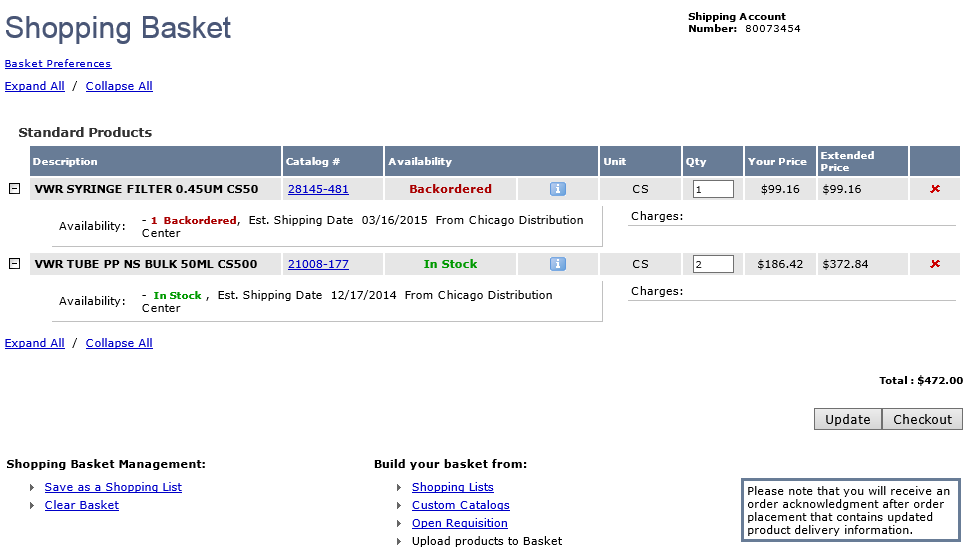 Shopping Basket
Shipping Account
Number: 80073454
Basket Preferences
Expand All / Collapse All
Standard Products
Description Catalog # Availability Unit Qty Your Price Extended Price
VWR SYRINGE FILTER 0.45UM CS50 28145-481 Backordered i CS 1 $99.16 $99.16
Availability: - 1 Backordered, Est. Shipping Date 03/16/2015 From Chicago Distribution
Center
Charges:
VWR TUBE PP NS BULK 50ML CS500 21008-177 In Stock i CS 2 $186.42 $372.84
Availability: - In Stock , Est. Shipping Date 12/17/2014 From Chicago Distribution
Center
Charges:
Expand All / Collapse All
Total : $472.00
Update Checkout
Shopping Basket Management:
Save as a Shopping List
Clear Basket
Build your basket from:
Shopping Lists
Custom Catalogs
Open Requisition
Upload products to Basket
Please note that you will receive an
order acknowledgment after order
placement that contains updated
product delivery information.